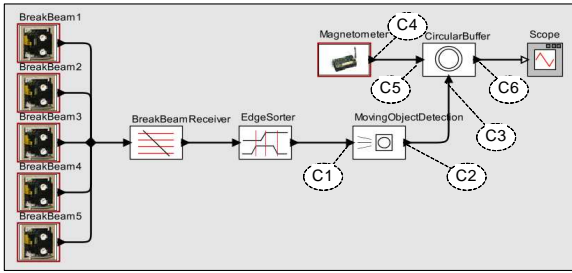 BreakBeam1
BreakBeam2
BreakBeam3
BreakBeam4
BreakBeam5
BreakBeamReceiver
EdgeSorter
MovingObjectDetection
Magnetometer
CircularBuffer
Scope
C4
C5
C6
C3
C1
C2